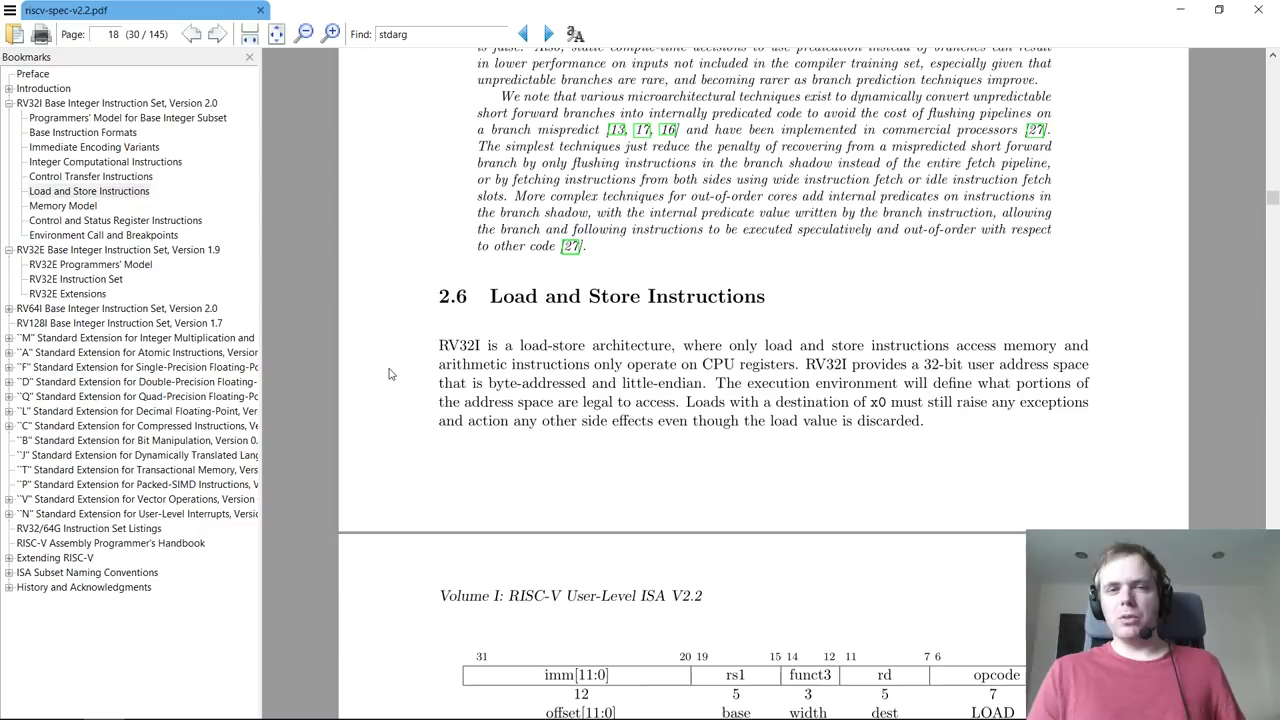 riscv-spec-v2.2.pdf
Page: 18 (30 / 145) Find: stdarg
Bookmarks
Preface
Introduction
RV32I Base Integer Instruction Set, Version 2.0
Programmers' Model for Base Integer Subset
Base Instruction Formats
Immediate Encoding Variants
Integer Computational Instructions
Control Transfer Instructions
Load and Store Instructions
Memory Model
Control and Status Register Instructions
Environment Call and Breakpoints
RV32E Base Integer Instruction Set, Version 1.9
RV32E Programmers' Model
RV32E Instruction Set
RV32E Extensions
RV64I Base Integer Instruction Set, Version 2.0
RV128I Base Integer Instruction Set, Version 1.7
``M'' Standard Extension for Integer Multiplication and
``A'' Standard Extension for Atomic Instructions, Version
``F'' Standard Extension for Single-Precision Floating-Po
``D'' Standard Extension for Double-Precision Floating-
``Q'' Standard Extension for Quad-Precision Floating-Po
``L'' Standard Extension for Decimal Floating-Point, Ver
``C'' Standard Extension for Compressed Instructions, Ve
``B'' Standard Extension for Bit Manipulation, Version 0.
``J'' Standard Extension for Dynamically Translated Lang
``T'' Standard Extension for Transactional Memory, Vers
``P'' Standard Extension for Packed-SIMD Instructions, V
``V'' Standard Extension for Vector Operations, Version
``N'' Standard Extension for User-Level Interrupts, Versio
RV32/64G Instruction Set Listings
RISC-V Assembly Programmer's Handbook
Extending RISC-V
ISA Subset Naming Conventions
History and Acknowledgments
is false. Also, static compile-time decisions to use predication instead of branches can result
in lower performance on inputs not included in the compiler training set, especially given that
unpredictable branches are rare, and becoming rarer as branch prediction techniques improve.
We note that various microarchitectural techniques exist to dynamically convert unpredictable
short forward branches into internally predicated code to avoid the cost of flushing pipelines on
a branch mispredict [13, 17, 16] and have been implemented in commercial processors [27].
The simplest techniques just reduce the penalty of recovering from a mispredicted short forward
branch by only flushing instructions in the branch shadow instead of the entire fetch pipeline,
or by fetching instructions from both sides using wide instruction fetch or idle instruction fetch
slots. More complex techniques for out-of-order cores add internal predicates on instructions in
the branch shadow, with the internal predicate value written by the branch instruction, allowing
the branch and following instructions to be executed speculatively and out-of-order with respect
to other code [27].
2.6 Load and Store Instructions
RV32I is a load-store architecture, where only load and store instructions access memory and
arithmetic instructions only operate on CPU registers. RV32I provides a 32-bit user address space
that is byte-addressed and little-endian. The execution environment will define what portions of
the address space are legal to access. Loads with a destination of x0 must still raise any exceptions
and action any other side effects even though the load value is discarded.
Volume I: RISC-V User-Level ISA V2.2
31 20 19 15 14 12 11 7 6
imm[11:0] rs1 funct3 rd opcode
12 5 3 5 7
offset[11:0] base width dest LOAD